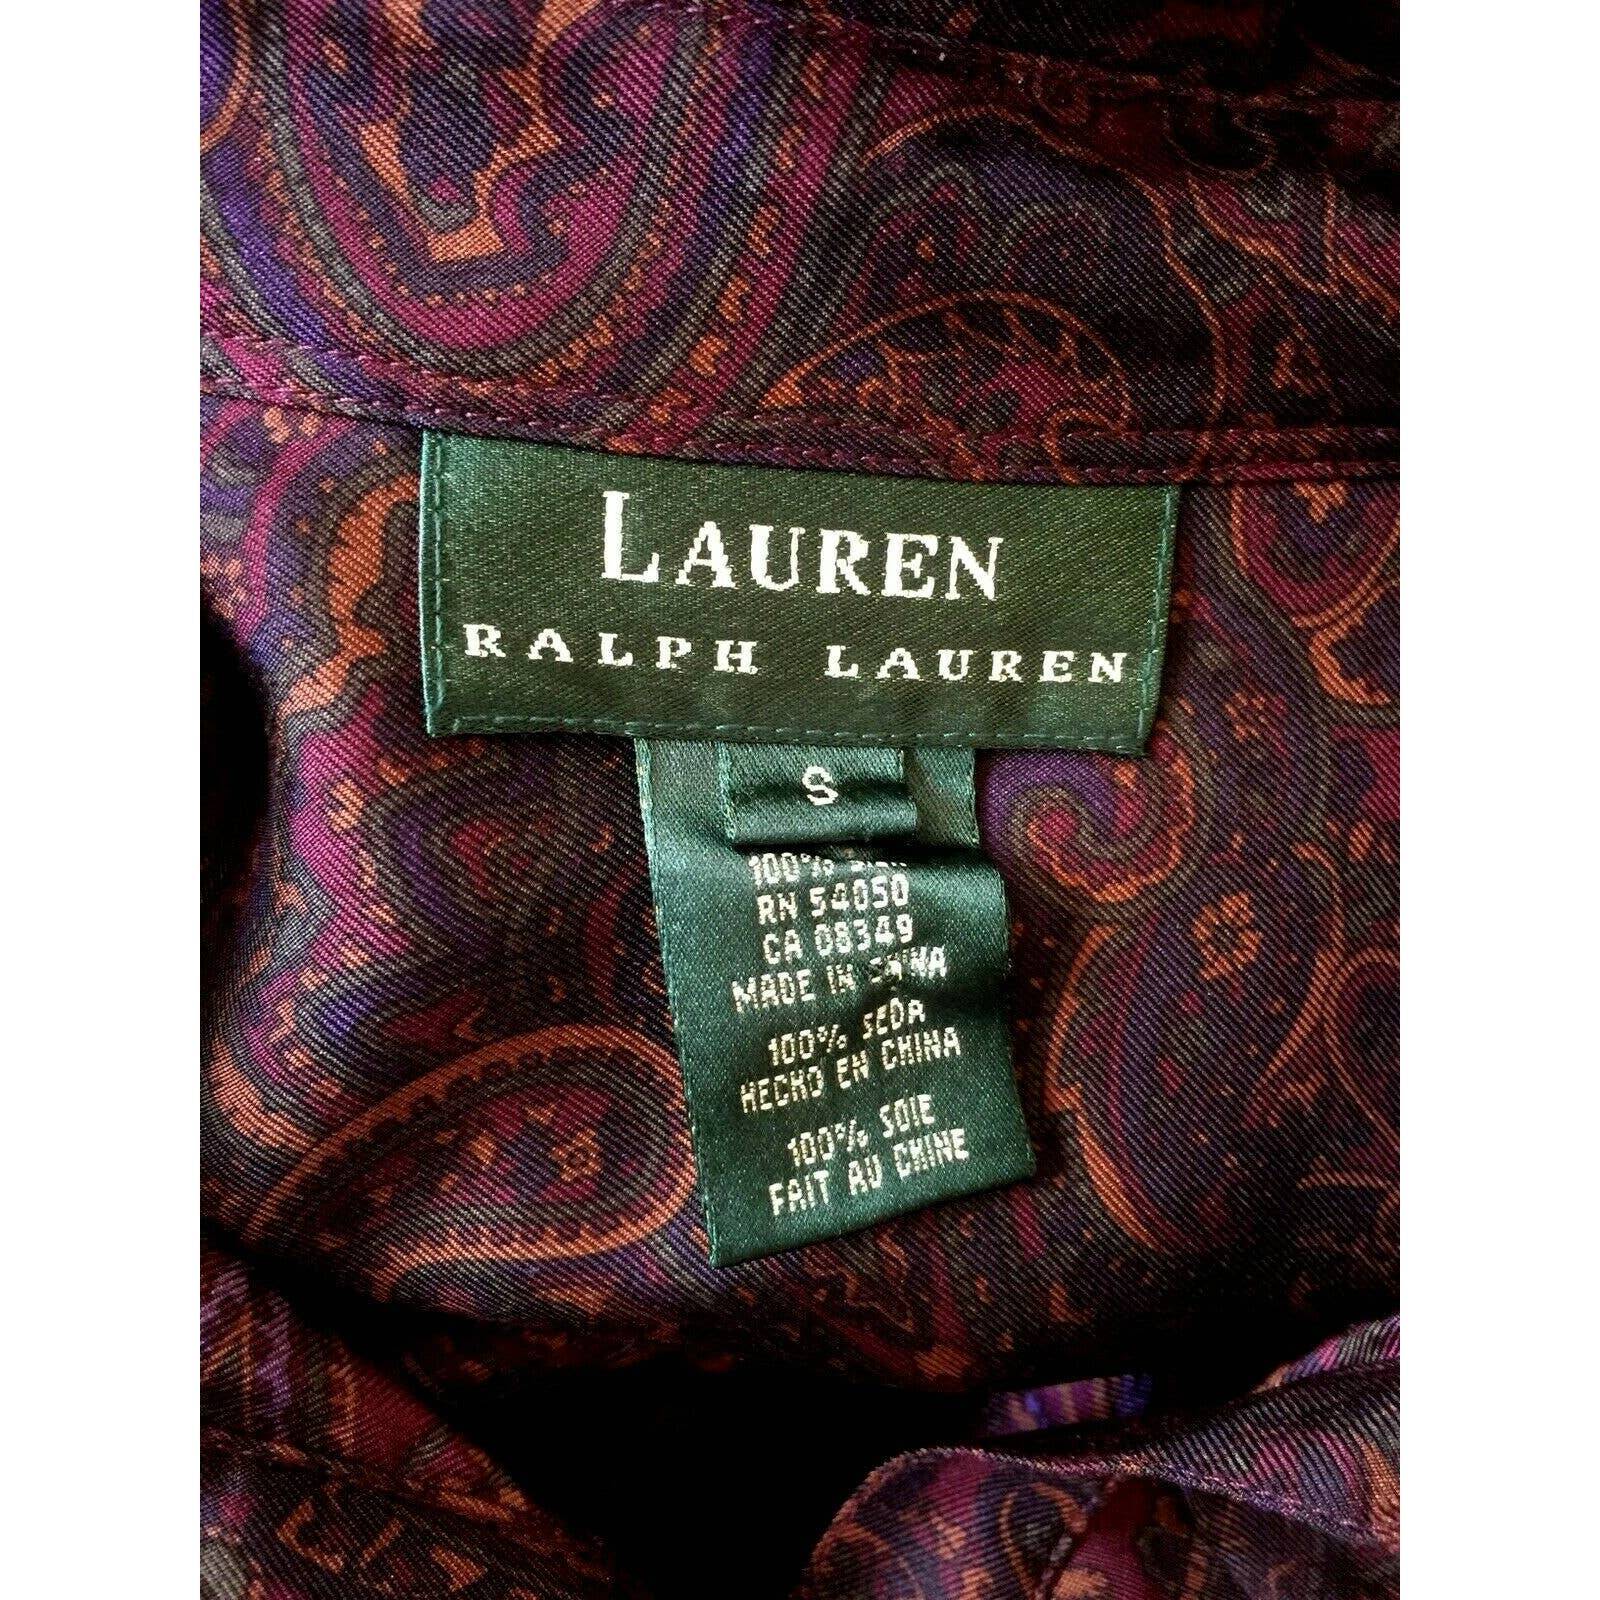 LAUREN
RALPH LAUREN
S
100%
RN 54050
CA 08349
MADE IN CHINA
100% SEDA
HECHO EN CHINA
100% SOIE
FAIT AU CHINE